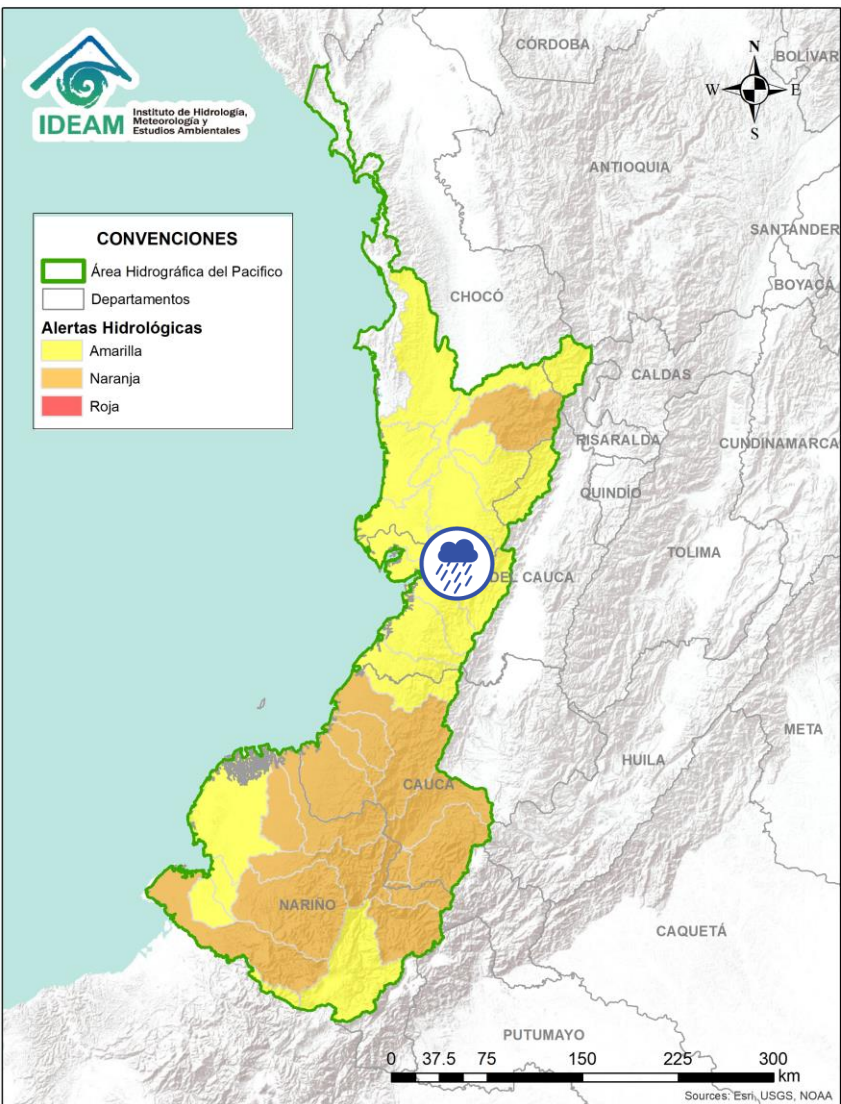 IDEAM
Instituto de Hidrología,
Meteorología y
Estudios Ambientales
CÓRDOBA
BOLÍVAR
N
W
E
S
ANTIOQUIA
SANTANDER
BOYACÁ
CONVENCIONES
Área Hidrográfica del Pacifico
Departamentos
Alertas Hidrológicas
Amarilla
Naranja
Roja
CHOCÓ
CALDAS
RISARALDA
CUNDINAMARCA
QUINDÍO
TOLIMA
DEL CAUCA
META
HUILA
CAUCA
NARIÑO
CAQUETÁ
PUTUMAYO
0 37.5 75 150 225 300
km
Sources: Esri, USGS, NOAA